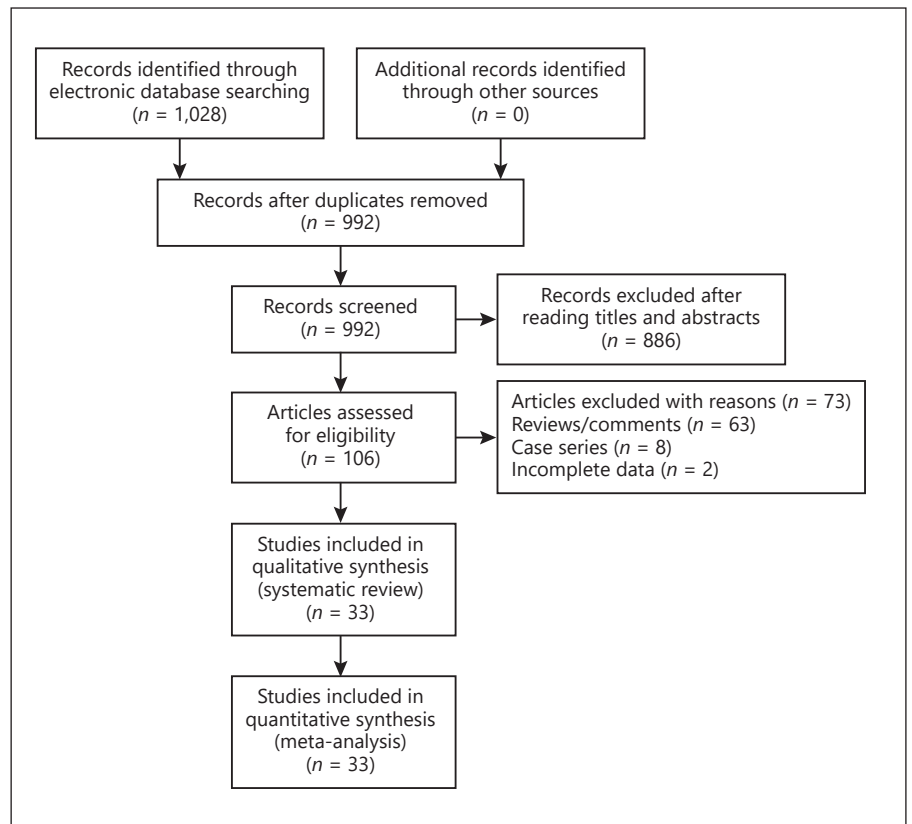 Records identified through
electronic database searching
(n = 1,028)
Additional records identified
through other sources
(n = 0)
Records after duplicates removed
(n = 992)
Records screened
(n = 992)
Records excluded after
reading titles and abstracts
(n = 886)
Articles assessed
for eligibility
(n = 106)
Articles excluded with reasons (n = 73)
Reviews/comments (n = 63)
Case series (n = 8)
Incomplete data (n = 2)
Studies included in
qualitative synthesis
(systematic review)
(n = 33)
Studies included in
quantitative synthesis
(meta-analysis)
(n = 33)